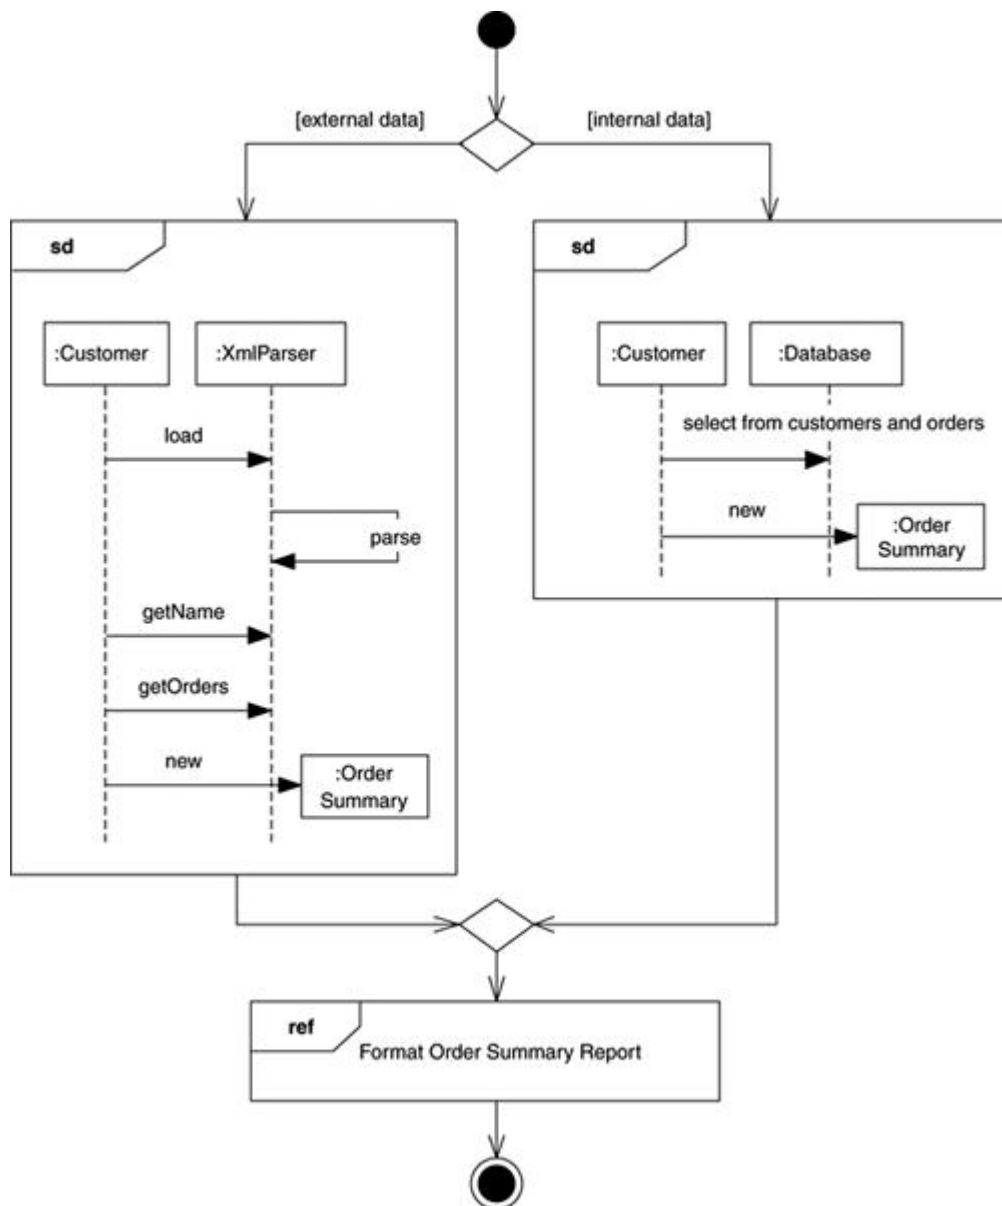 [external data]
[internal data]
sd
:Customer
:XmlParser
load
parse
getName
getOrders
new
:Order
Summary
sd
:Customer
:Database
select from customers and orders
new
:Order
Summary
ref
Format Order Summary Report